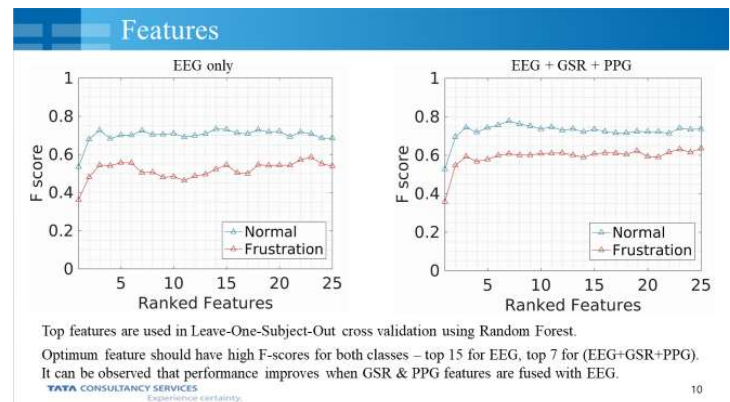 Features
EEG only
EEG + GSR + PPG
1
0.8
0.6
0.4
0.2
0
F score
Normal
Frustration
5 10 15 20 25
Ranked Features
1
0.8
0.6
0.4
0.2
0
F score
Normal
Frustration
5 10 15 20 25
Ranked Features
Top features are used in Leave-One-Subject-Out cross validation using Random Forest.
Optimum feature should have high F-scores for both classes – top 15 for EEG, top 7 for (EEG+GSR+PPG).
It can be observed that performance improves when GSR & PPG features are fused with EEG.
TATA CONSULTANCY SERVICES
Experience certainty.
10